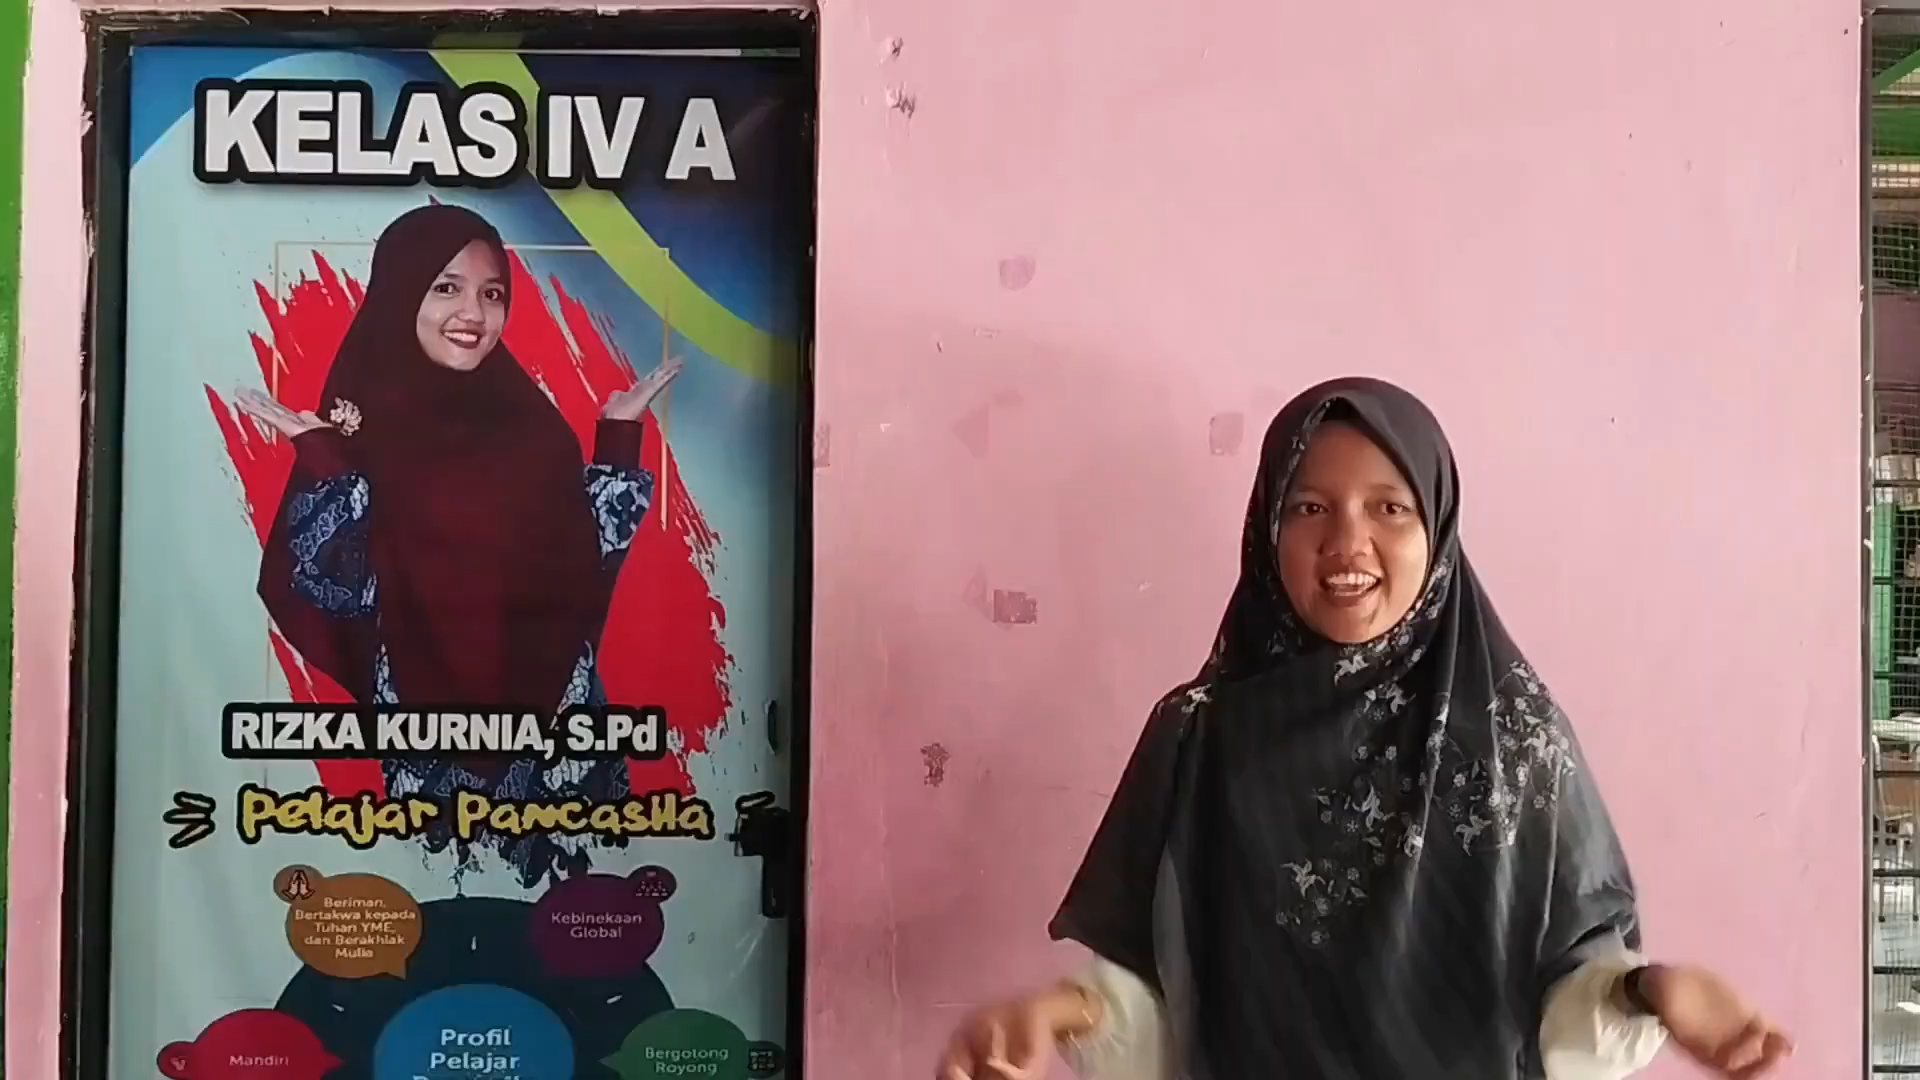 KELAS IV A
RIZKA KURNIA, S.Pd
Pelajar Pancasila
Beriman,
Bertakwa kepada
Tuhan YME,
dan Berakhlak
Mulia
Kebinekaan
Global
Mandiri
Profil
Pelajar
Bergotong
Royong